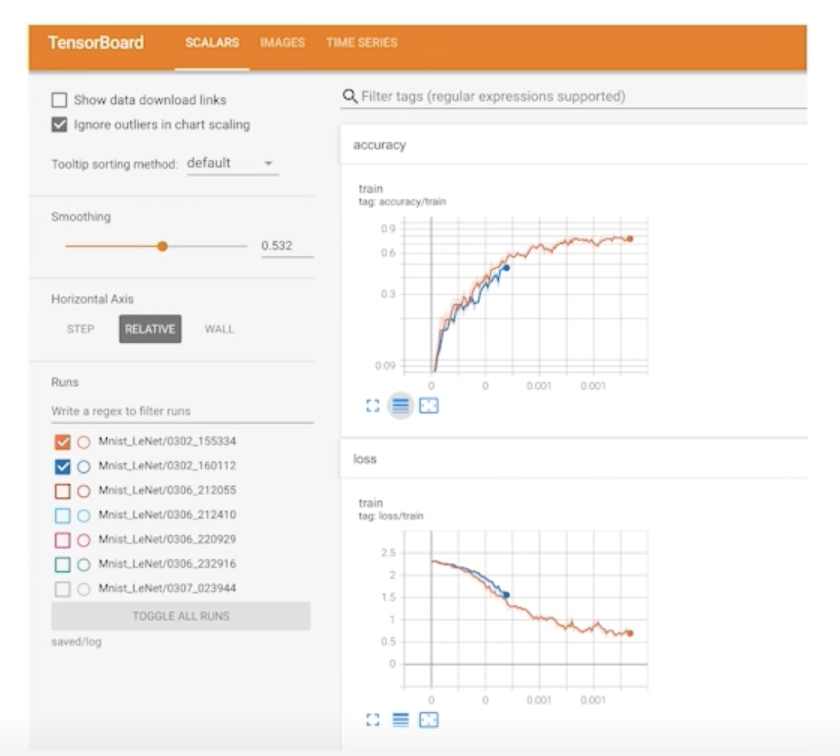 TensorBoard SCALARS IMAGES TIME SERIES
Show data download links
Ignore outliers in chart scaling
Tooltip sorting method: default
Smoothing
0.532
Horizontal Axis
STEP RELATIVE WALL
Runs
Write a regex to filter runs
Mnist_LeNet/0302_155334
Mnist_LeNet/0302_160112
Mnist_LeNet/0306_212055
Mnist_LeNet/0306_212410
Mnist_LeNet/0306_220929
Mnist_LeNet/0306_232916
Mnist_LeNet/0307_023944
TOGGLE ALL RUNS
saved/log
Filter tags (regular expressions supported)
accuracy
train
tag: accuracy/train
0.9
0.6
0.3
0.09
0 0 0.001 0.001
loss
train
tag: loss/train
2.5
2
1.5
1
0.5
0
0 0 0.001 0.001